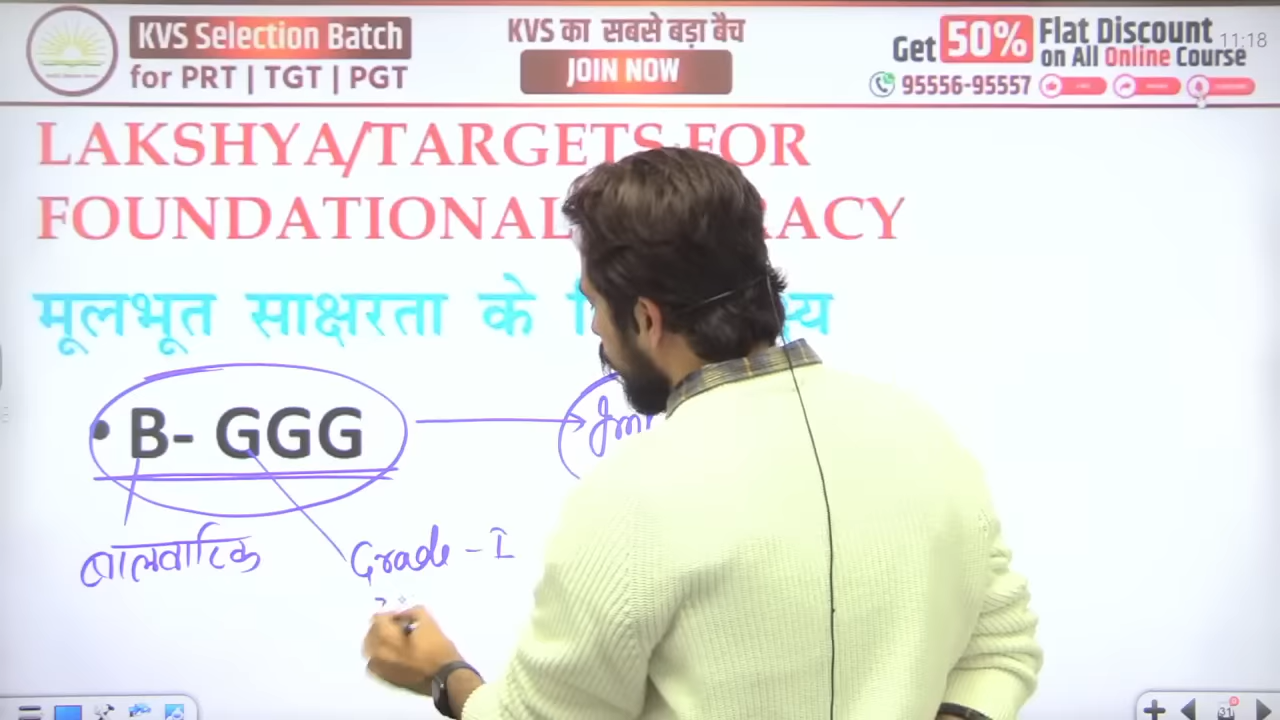 KVS Selection Batch
for PRT | TGT | PGT
KVS का सबसे बड़ा बैच
JOIN NOW
Get 50% Flat Discount
on All Online Course
11:18
95556-95557
LAKSHYA/TARGETS FOR
FOUNDATIONAL RACY
मूलभूत साक्षरता के
• B- GGG
बालवाटिक
Grade - I